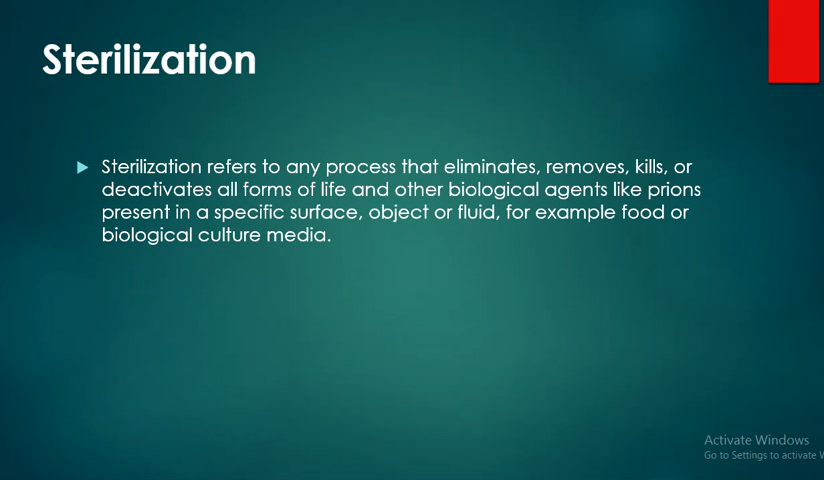 Sterilization
Sterilization refers to any process that eliminates, removes, kills, or
deactivates all forms of life and other biological agents like prions
present in a specific surface, object or fluid, for example food or
biological culture media.
Activate Windows
Go to Settings to activate W